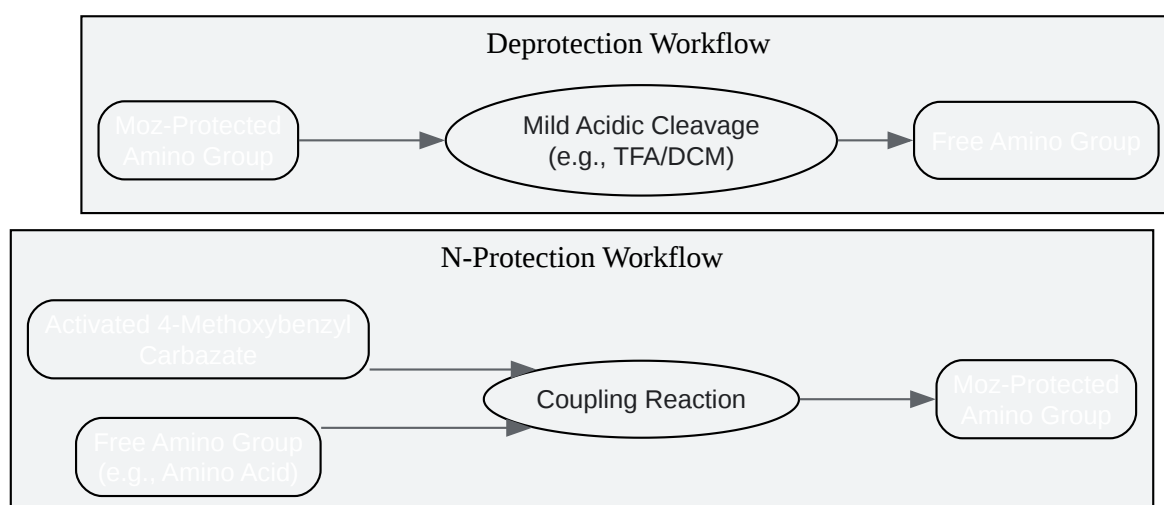 Deprotection Workflow
Moz-Protected
Amino Group
Mild Acidic Cleavage
(e.g., TFA/DCM)
Free Amino Group
N-Protection Workflow
Activated 4-Methoxybenzyl
Carbazate
Free Amino Group
(e.g., Amino Acid)
Coupling Reaction
Moz-Protected
Amino Group